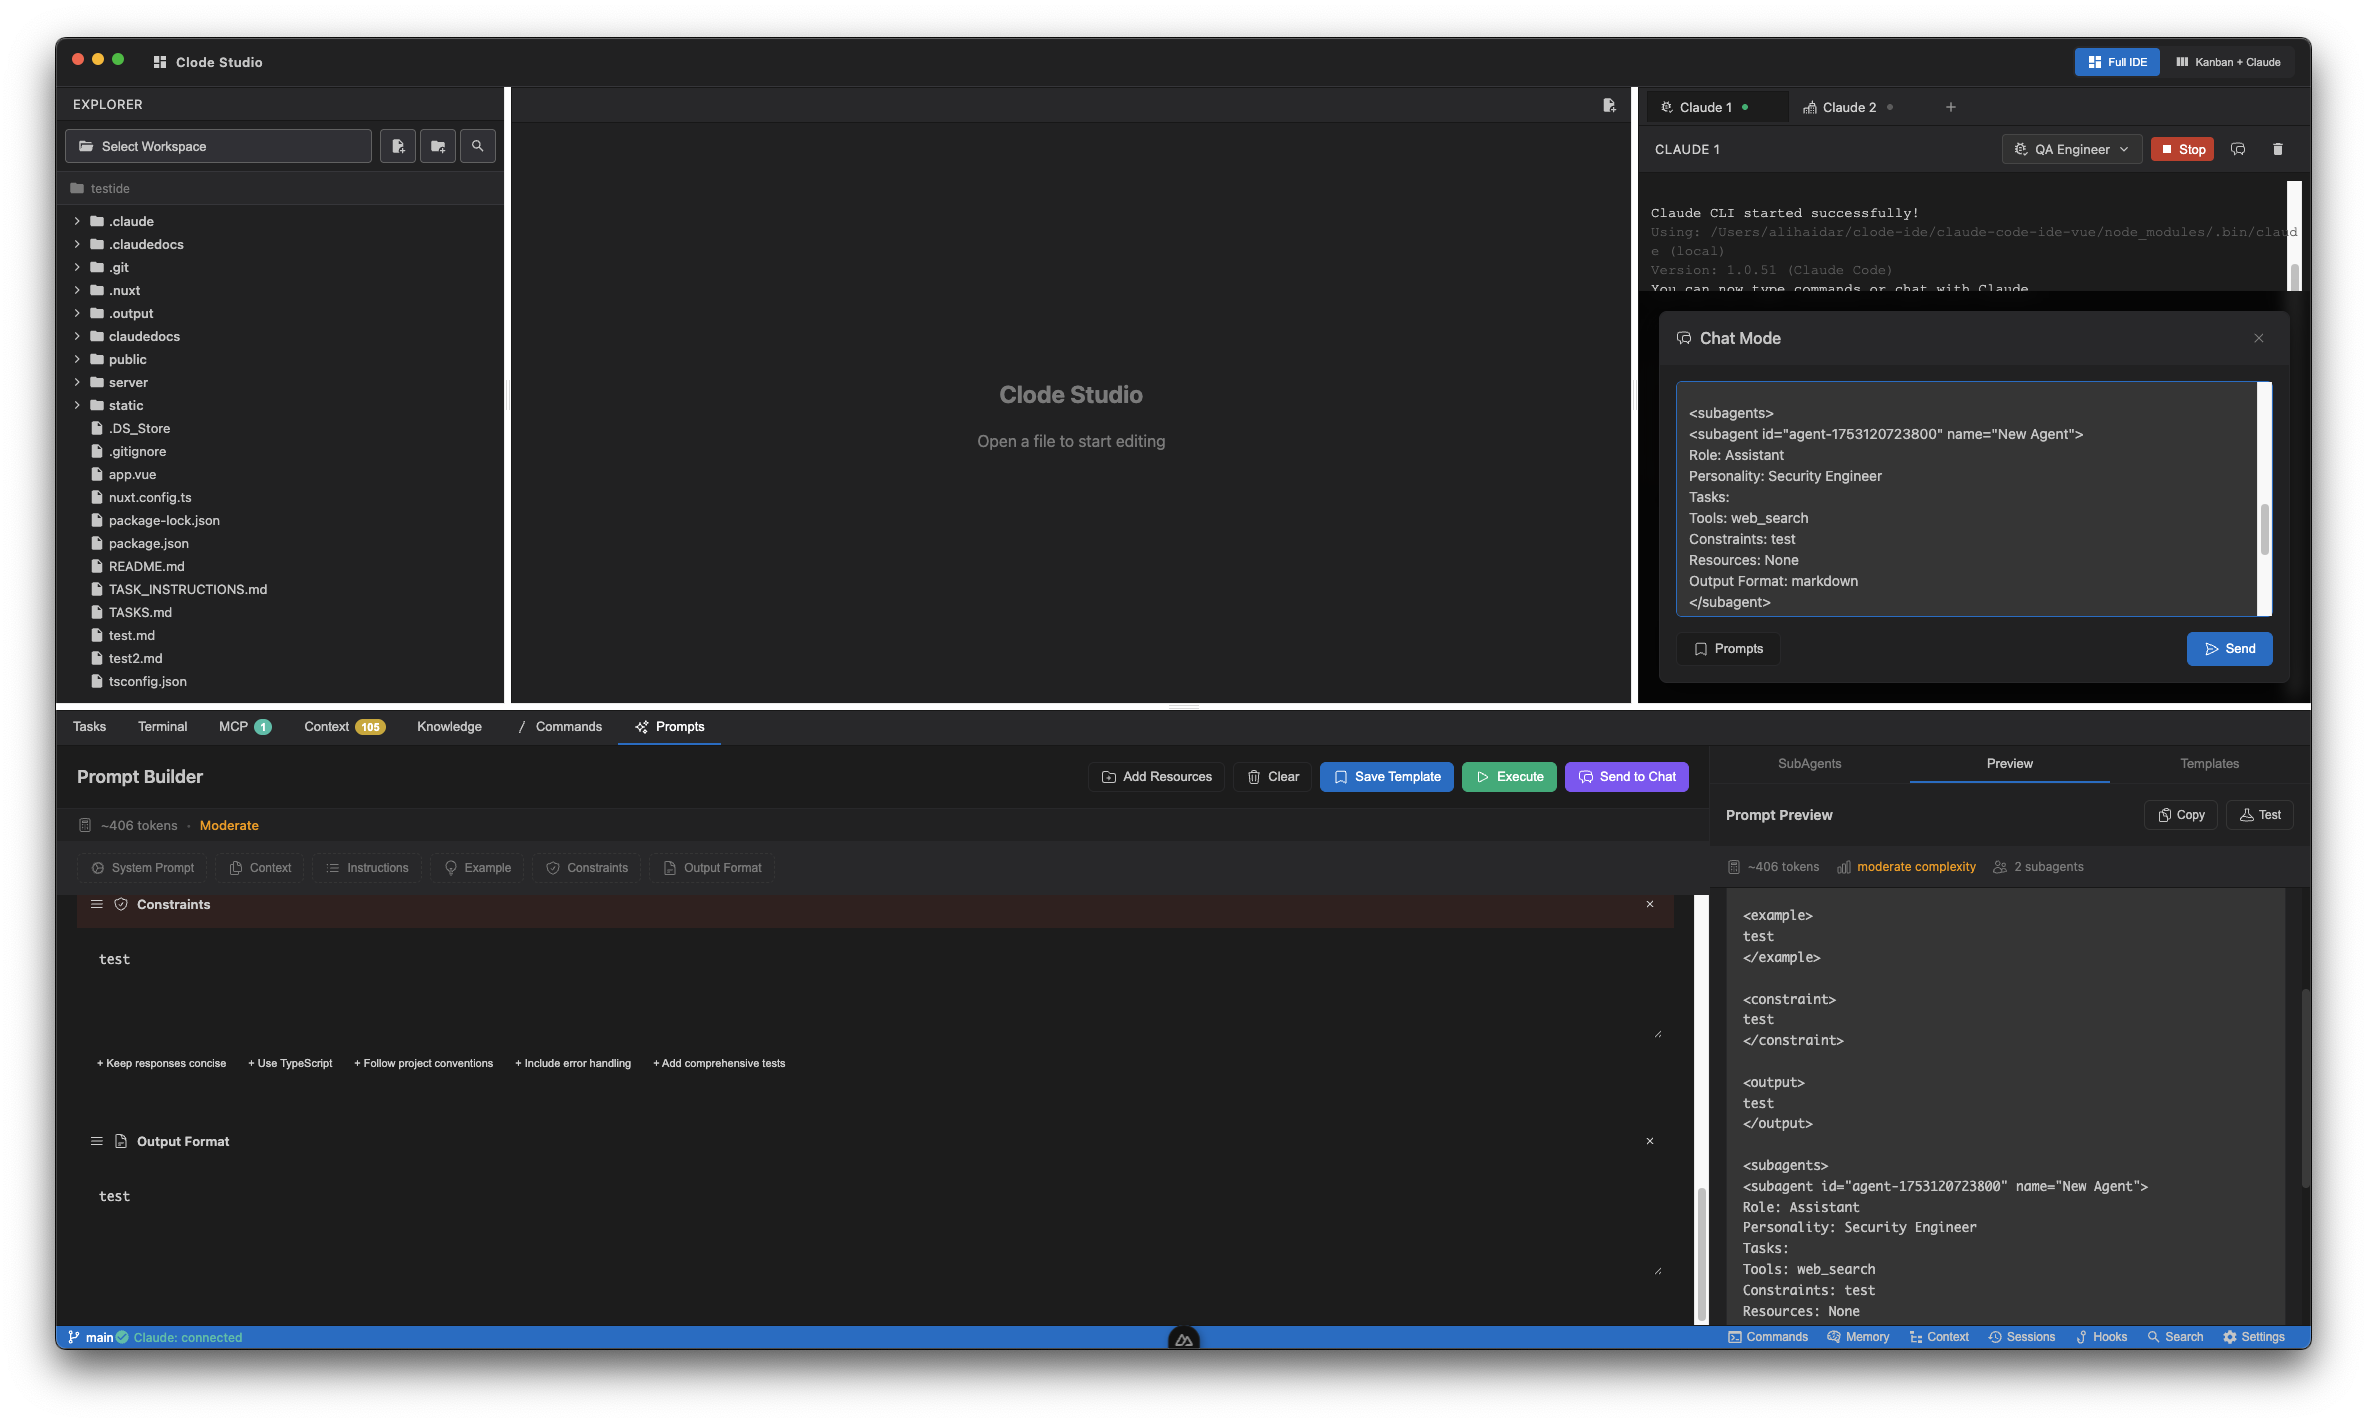 Clode Studio
Full IDE
Kanban + Claude
EXPLORER
Select Workspace
testide
.claude
.claudedocs
.git
.nuxt
.output
claudedocs
public
server
static
.DS_Store
.gitignore
app.vue
nuxt.config.ts
package-lock.json
package.json
README.md
TASK_INSTRUCTIONS.md
TASKS.md
test.md
test2.md
tsconfig.json
Clode Studio
Open a file to start editing
Claude 1
Claude 2
CLAUDE 1
QA Engineer
Stop
Claude CLI started successfully!
Using: /Users/alihaidar/clode-ide/claude-code-ide-vue/node_modules/.bin/claud
e (local)
Version: 1.0.51 (Claude Code)
You can now type commands or chat with Claude
Chat Mode
<subagents>
<subagent id="agent-1753120723800" name="New Agent">
Role: Assistant
Personality: Security Engineer
Tasks:
Tools: web_search
Constraints: test
Resources: None
Output Format: markdown
</subagent>
Prompts
Send
Tasks
Terminal
MCP 1
Context 105
Knowledge
/ Commands
Prompts
Prompt Builder
Add Resources
Clear
Save Template
Execute
Send to Chat
~406 tokens • Moderate
System Prompt
Context
Instructions
Example
Constraints
Output Format
Constraints
test
+ Keep responses concise
+ Use TypeScript
+ Follow project conventions
+ Include error handling
+ Add comprehensive tests
Output Format
test
SubAgents
Preview
Templates
Prompt Preview
Copy
Test
~406 tokens
moderate complexity
2 subagents
<example>
test
</example>
<constraint>
test
</constraint>
<output>
test
</output>
<subagents>
<subagent id="agent-1753120723800" name="New Agent">
Role: Assistant
Personality: Security Engineer
Tasks:
Tools: web_search
Constraints: test
Resources: None
main
Claude: connected
Commands
Memory
Context
Sessions
Hooks
Search
Settings